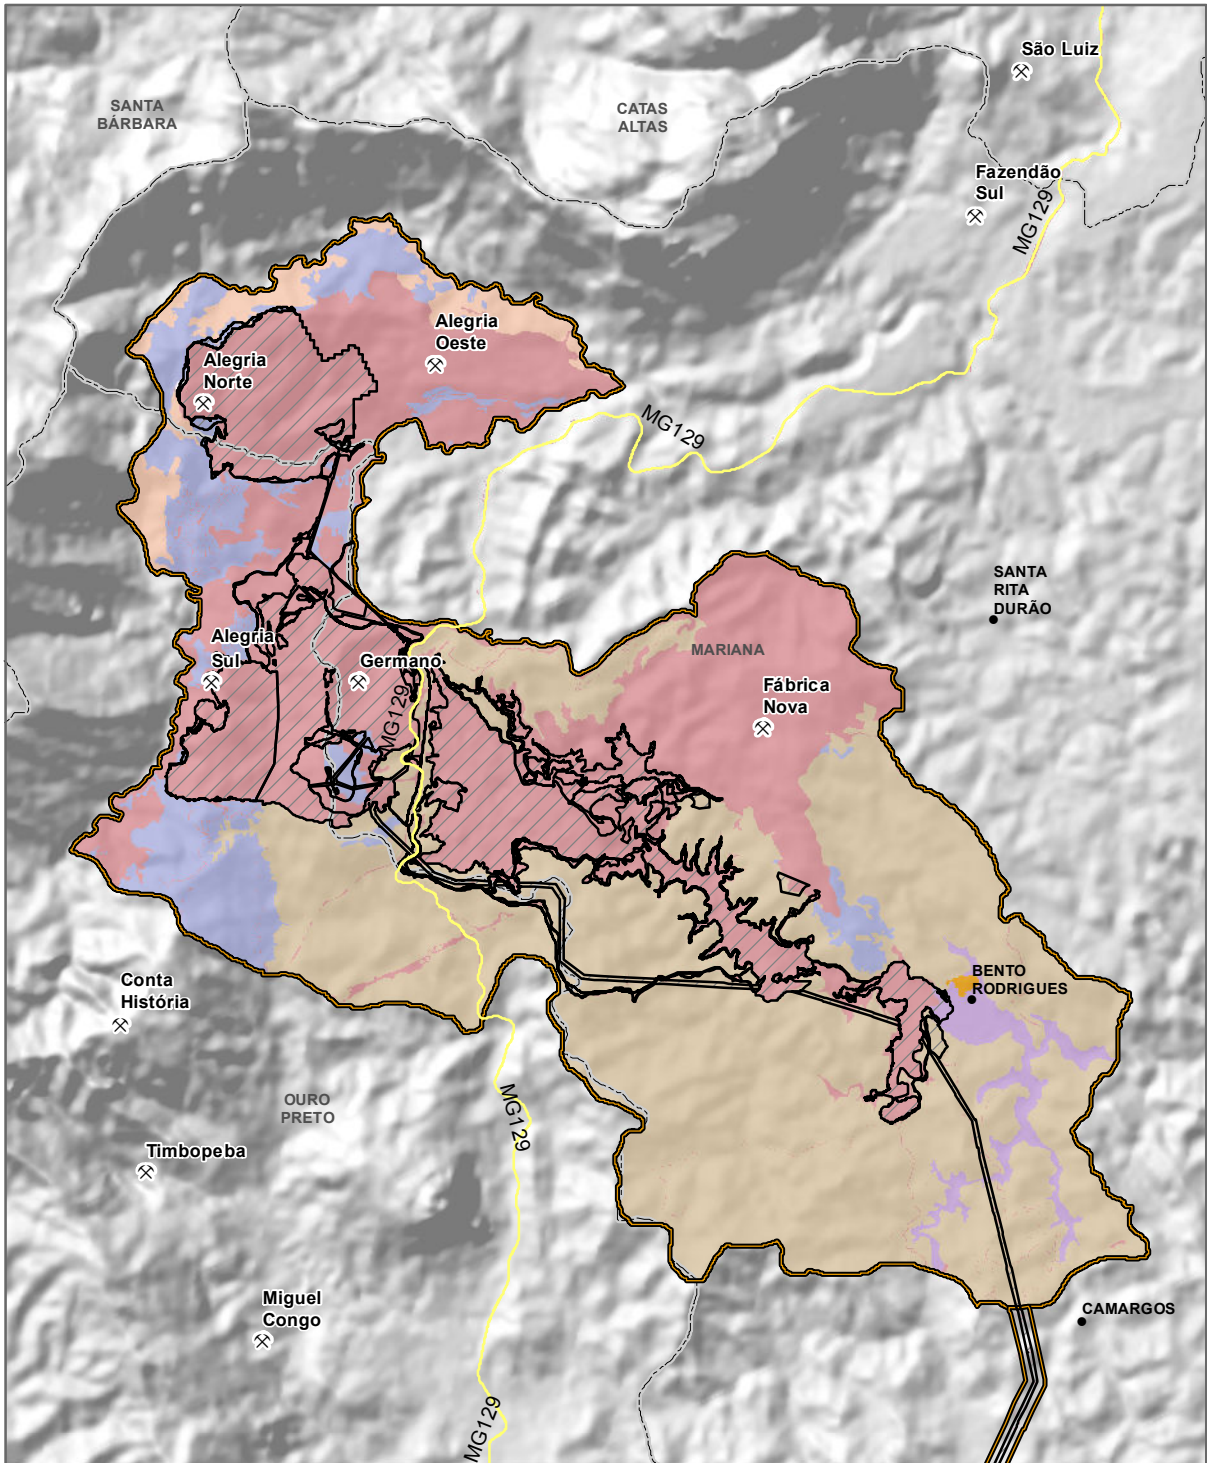 São Luiz
SANTA
BÁRBARA
CATAS
ALTAS
Fazendão
Sul
MG129
Alegria
Oeste
Alegria
Norte
MG129
SANTA
RITA
DURÃO
Alegria
Sul
Germano
MARIANA
Fábrica
Nova
MG129
BENTO
RODRIGUES
Conta
História
OURO
PRETO
MG129
Timbopeba
Miguel
Congo
CAMARGOS
MG129